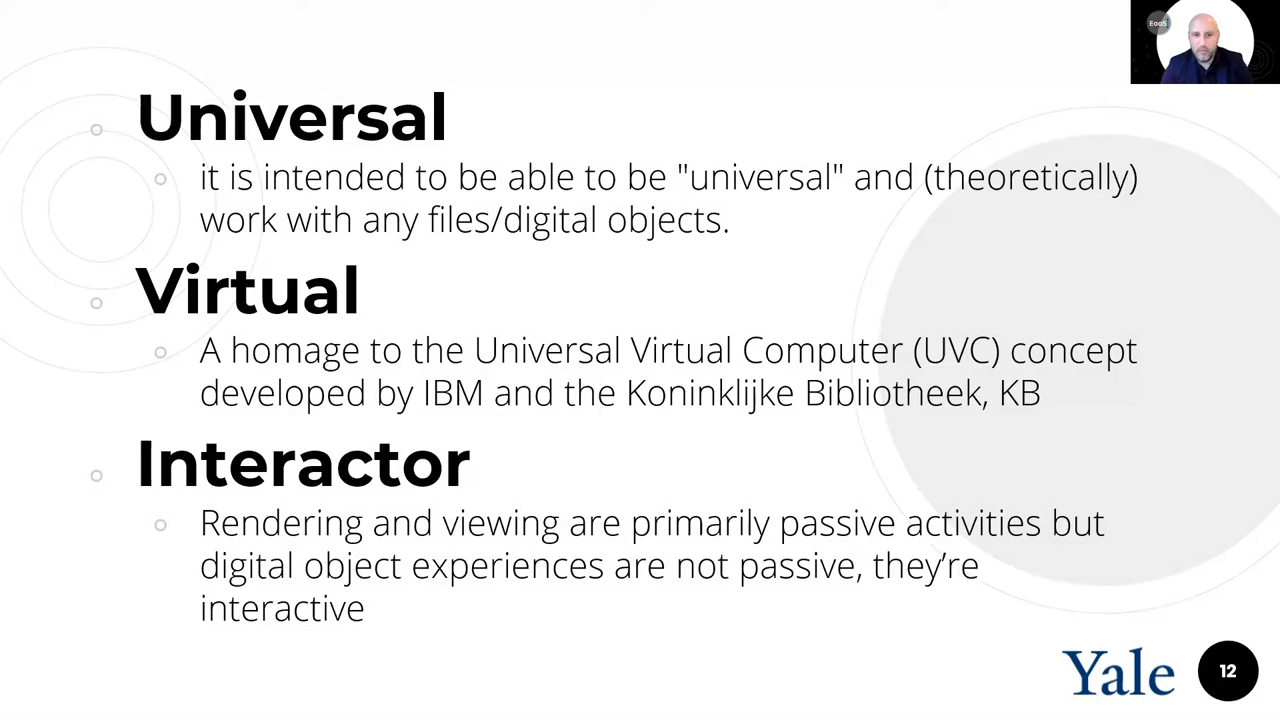 EaaS
Universal
it is intended to be able to be "universal" and (theoretically)
work with any files/digital objects.
Virtual
A homage to the Universal Virtual Computer (UVC) concept
developed by IBM and the Koninklijke Bibliotheek, KB
Interactor
Rendering and viewing are primarily passive activities but
digital object experiences are not passive, they’re
interactive
Yale
12